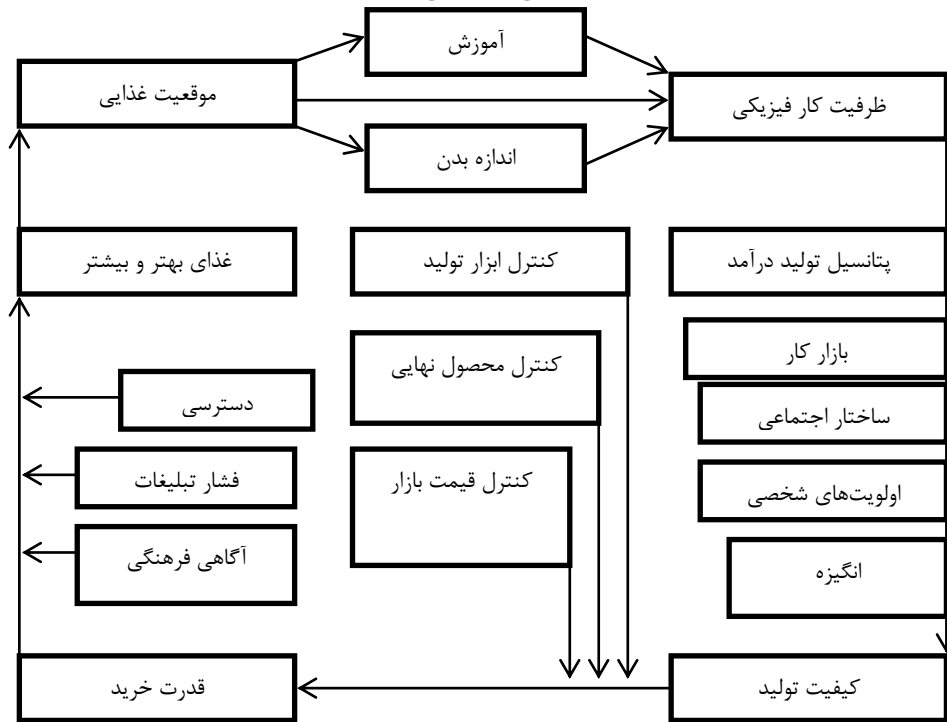 آموزش
موقعیت غذایی
ظرفیت کار فیزیکی
اندازه بدن
پتانسیل تولید درآمد
کنترل ابزار تولید
غذای بهتر و بیشتر
بازار کار
کنترل محصول نهایی
دسترسی
ساختار اجتماعی
کنترل قیمت بازار
فشار تبلیغات
اولویت‌های شخصی
آگاهی فرهنگی
انگیزه
کیفیت تولید
قدرت خرید